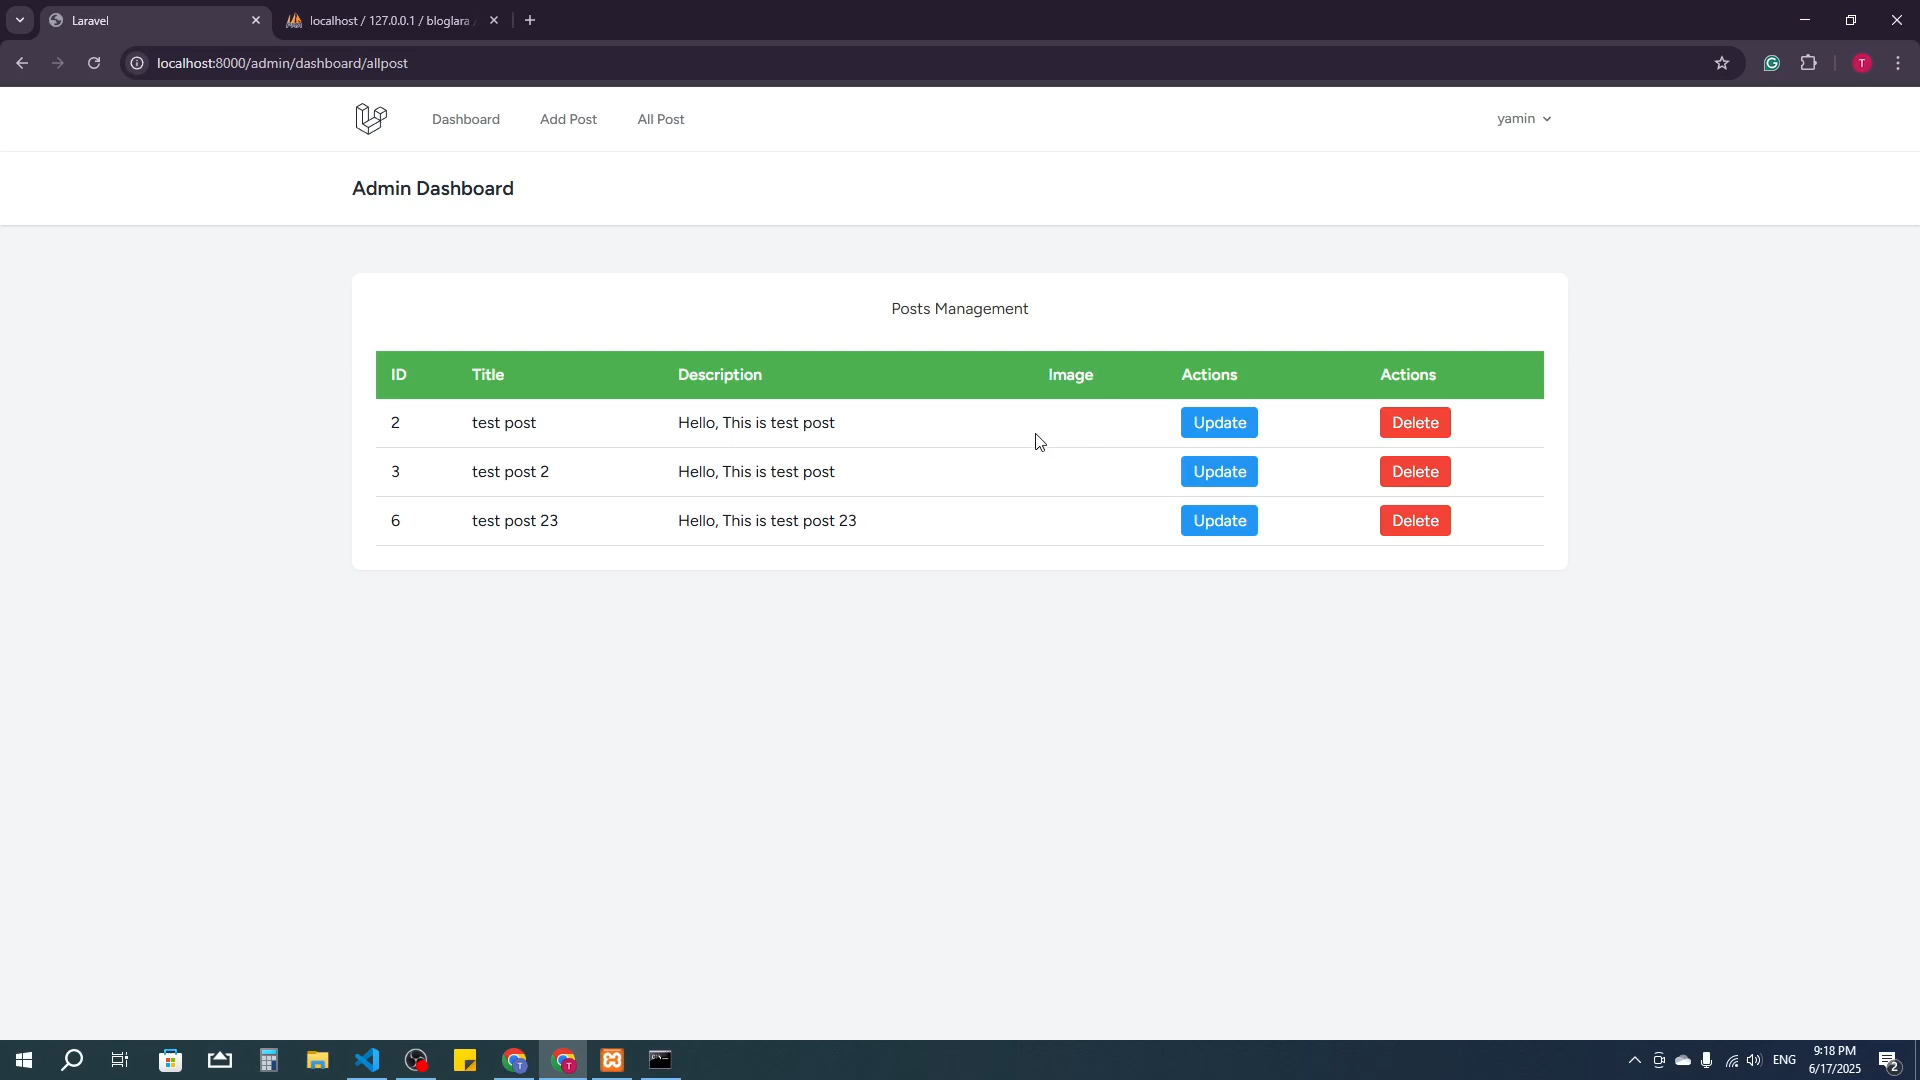 Laravel
localhost / 127.0.0.1 / bloglara
localhost:8000/admin/dashboard/allpost
T
Dashboard
Add Post
All Post
yamin
Admin Dashboard
Posts Management
ID Title Description Image Actions Actions
2 test post Hello, This is test post Update Delete
3 test post 2 Hello, This is test post Update Delete
6 test post 23 Hello, This is test post 23 Update Delete
ENG
9:18 PM
6/17/2025
2